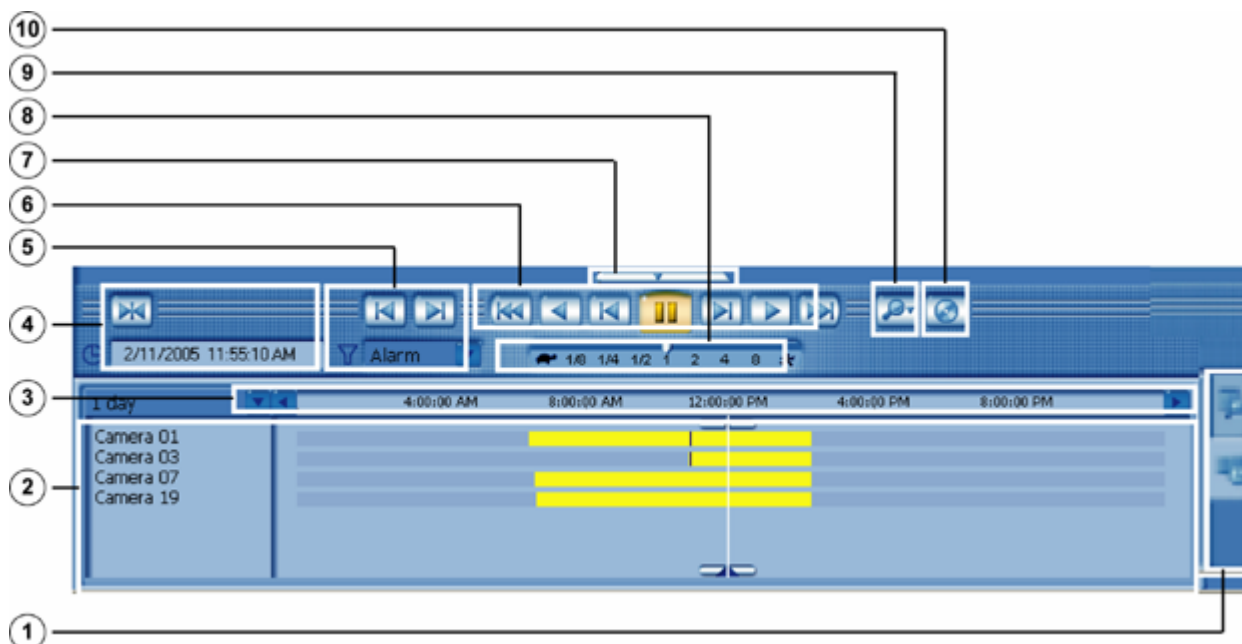 10
9
8
7
6
5
4
2/11/2005 11:55:10 AM
Alarm
1/8 1/4 1/2 1 2 4 8
3
1 day
4:00:00 AM 8:00:00 AM 12:00:00 PM 4:00:00 PM 8:00:00 PM
Camera 01
Camera 03
Camera 07
Camera 19
2
1